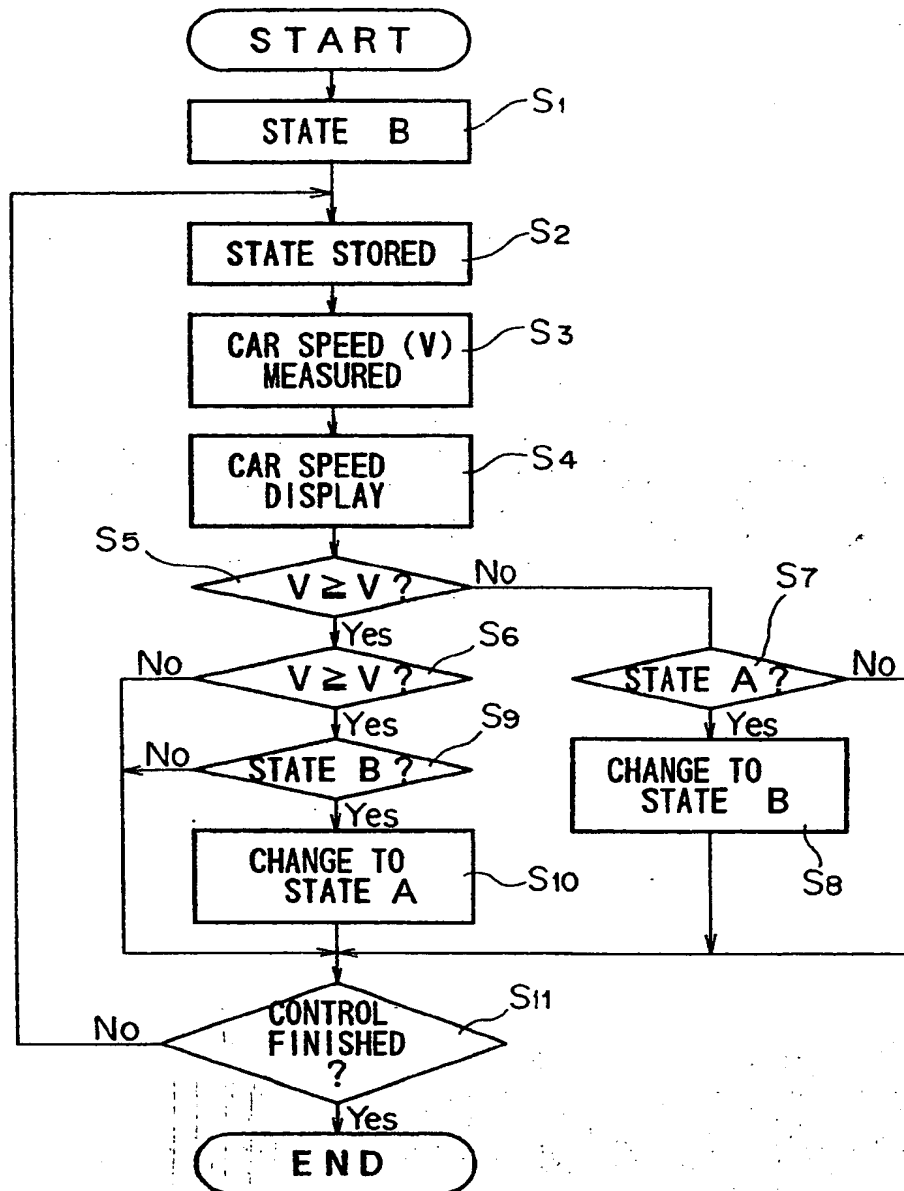 START
STATE B
S1
STATE STORED
S2
CAR SPEED (V)
MEASURED
S3
CAR SPEED
DISPLAY
S4
S5
V ≧ V ?
No
Yes
S6
V ≧ V ?
No
Yes
S7
STATE A ?
No
Yes
S9
STATE B ?
No
Yes
CHANGE TO
STATE B
S8
CHANGE TO
STATE A
S10
CONTROL
FINISHED
?
S11
No
Yes
END